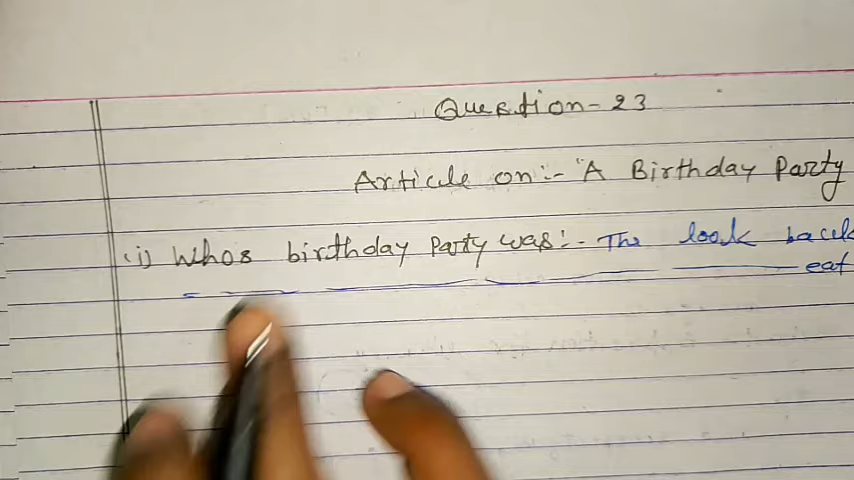 Question- 23
Article on:- "A Birthday Party
(i) Whos birthday Party was:- The look back
eat